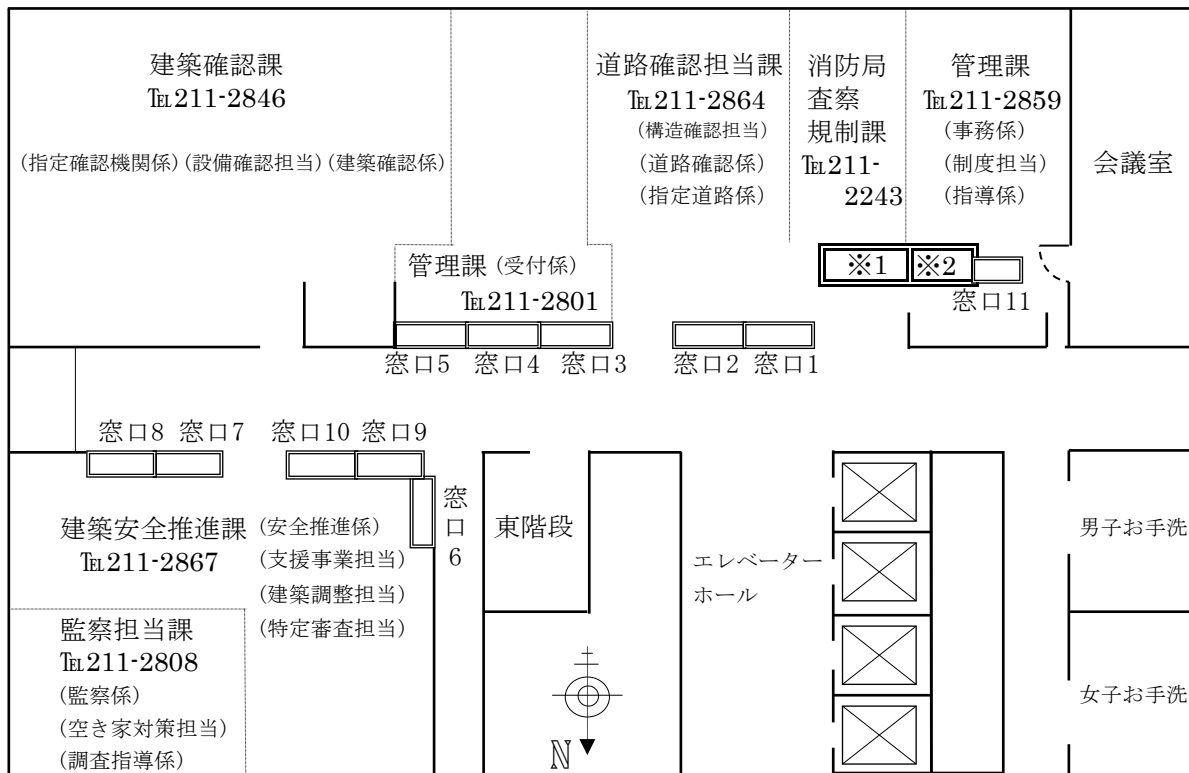 建築確認課
℡211-2846
(指定確認機関係) (設備確認担当) (建築確認係)
道路確認担当課
℡211-2864
(構造確認担当)
(道路確認係)
(指定道路係)
消防局
査察
規制課
℡211-
2243
管理課
℡211-2859
(事務係)
(制度担当)
(指導係)
会議室
管理課 (受付係)
℡211-2801
※1
※2
窓口11
窓口5
窓口4
窓口3
窓口2
窓口1
窓口8
窓口7
窓口10
窓口9
窓口6
建築安全推進課
℡211-2867
(安全推進係)
(支援事業担当)
(建築調整担当)
(特定審査担当)
監察担当課
℡211-2808
(監察係)
(空き家対策担当)
(調査指導係)
東階段
エレベーター
ホール
男子お手洗
女子お手洗
N